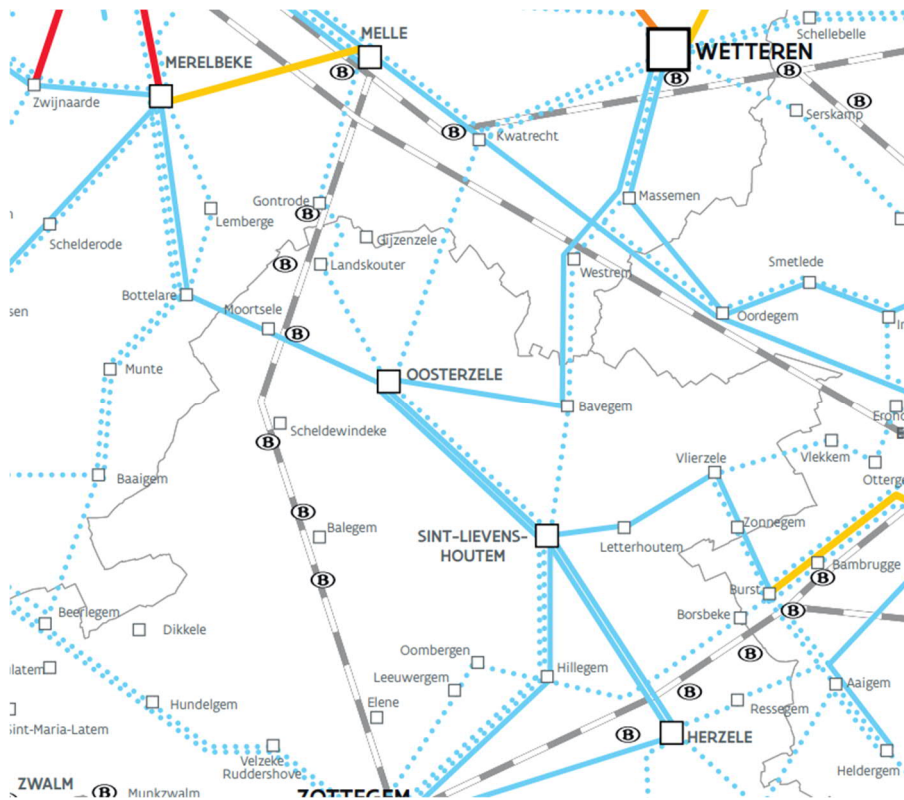 Schellebelle
MELLE
WETTEREN
MERELBEKE
B
B
B
Zwijnaarde
B
Serskamp
B
Kwatrecht
Massemen
Gontrode
B
Lemberge
Schelderode
Gijzenzele
B
Landskouter
Westrem
Smetlede
Bottelare
Moortsele
sen
Oordegem
B
Munte
OOSTERZELE
Bavegem
Scheldewindeke
B
Vlierzele
Vlekkem
Baaigem
B
Balegem
SINT-LIEVENS-
HOUTEM
Letterhoutem
Zonnegem
Bambrugge
B
B
Burst
Borsbeke
B
Beerlegem
Dikkele
Oombergen
B
Hillegem
Leeuwergem
Aaigem
B
Hundelgem
Elene
Ressegem
Sint-Maria-Latem
B
HERZELE
Velzeke
Ruddershove
Heldergem
ZWALM
B
Munkzwalm
ZOTTEGEM